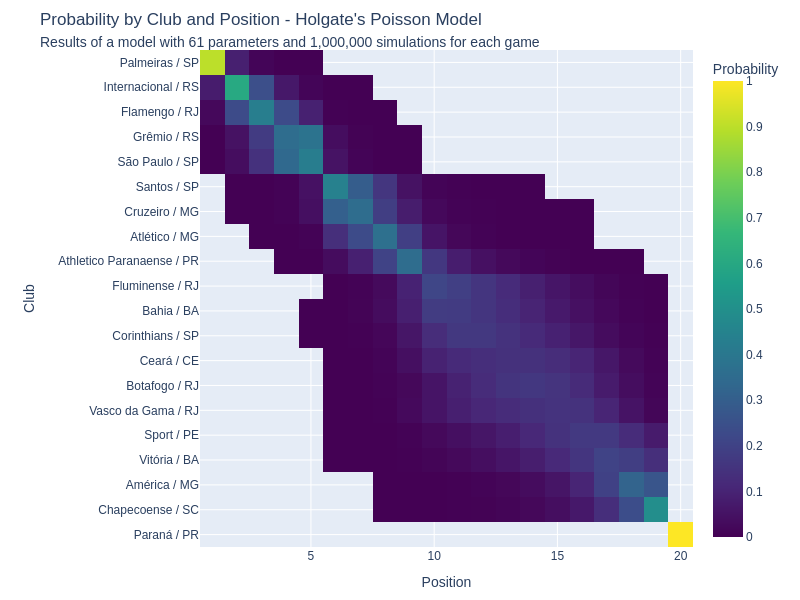 Probability by Club and Position - Holgate's Poisson Model
Results of a model with 61 parameters and 1,000,000 simulations for each game
Probability
Club
Palmeiras / SP
Internacional / RS
Flamengo / RJ
Grêmio / RS
São Paulo / SP
Santos / SP
Cruzeiro / MG
Atlético / MG
Athletico Paranaense / PR
Fluminense / RJ
Bahia / BA
Corinthians / SP
Ceará / CE
Botafogo / RJ
Vasco da Gama / RJ
Sport / PE
Vitória / BA
América / MG
Chapecoense / SC
Paraná / PR
1
0.9
0.8
0.7
0.6
0.5
0.4
0.3
0.2
0.1
0
5
10
15
20
Position